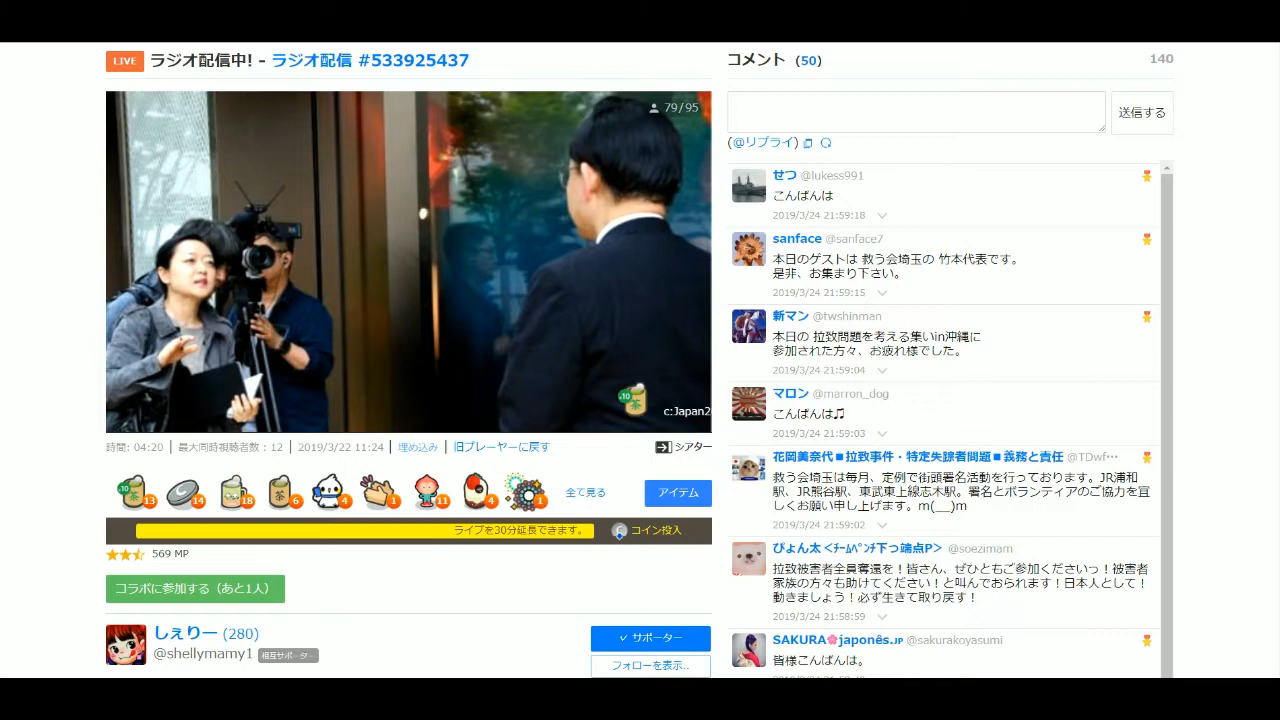 LIVE ラジオ配信中! - ラジオ配信 #533925437
79/95
c:Japan2
時間: 04:20 | 最大同時視聴者数 : 12 | 2019/3/22 11:24 | 埋め込み | 旧プレーヤーに戻す
シアター
×10 13 14 18 6 4 1 11 4 1
全て見る
アイテム
ライブを30分延長できます。
コイン投入
569 MP
コラボに参加する（あと1人）
しぇりー (280)
@shellymamy1 相互サポーター
✓ サポーター
フォローを表示..
コメント (50)
140
送信する
(@リプライ)
せつ @lukess991
こんばんは
2019/3/24 21:59:18
sanface @sanface7
本日のゲストは 救う会埼玉の 竹本代表です。
是非、お集まり下さい。
2019/3/24 21:59:15
新マン @twshinman
本日の 拉致問題を考える集いin沖縄に
参加された方々、お疲れ様でした。
2019/3/24 21:59:04
マロン @marron_dog
こんばんは♫
2019/3/24 21:59:03
花岡美奈代■拉致事件・特定失踪者問題■義務と責任 @TDwf…
救う会埼玉は毎月、定例で街頭署名活動を行っております。JR浦和
駅、JR熊谷駅、東武東上線志木駅。署名とボランティアのご協力を宜
しくお願い申し上げます。m(__)m
2019/3/24 21:59:02
ぴょん太＜ﾁｰﾑﾍﾟﾝﾁ下っ端点P＞ @soezimam
拉致被害者全員奪還を！皆さん、ぜひともご参加くださいっ！被害者
家族の方々も助けてください！と叫んでおられます！日本人として！
動きましょう！必ず生きて取り戻す！
2019/3/24 21:58:59
SAKURA🌸japonês.JP @sakurakoyasumi
皆様こんばんは。